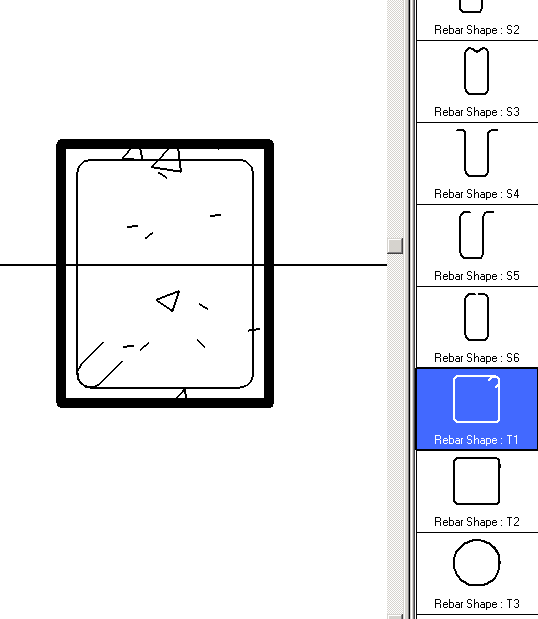 Rebar Shape : S2
Rebar Shape : S3
Rebar Shape : S4
Rebar Shape : S5
Rebar Shape : S6
Rebar Shape : T1
Rebar Shape : T2
Rebar Shape : T3